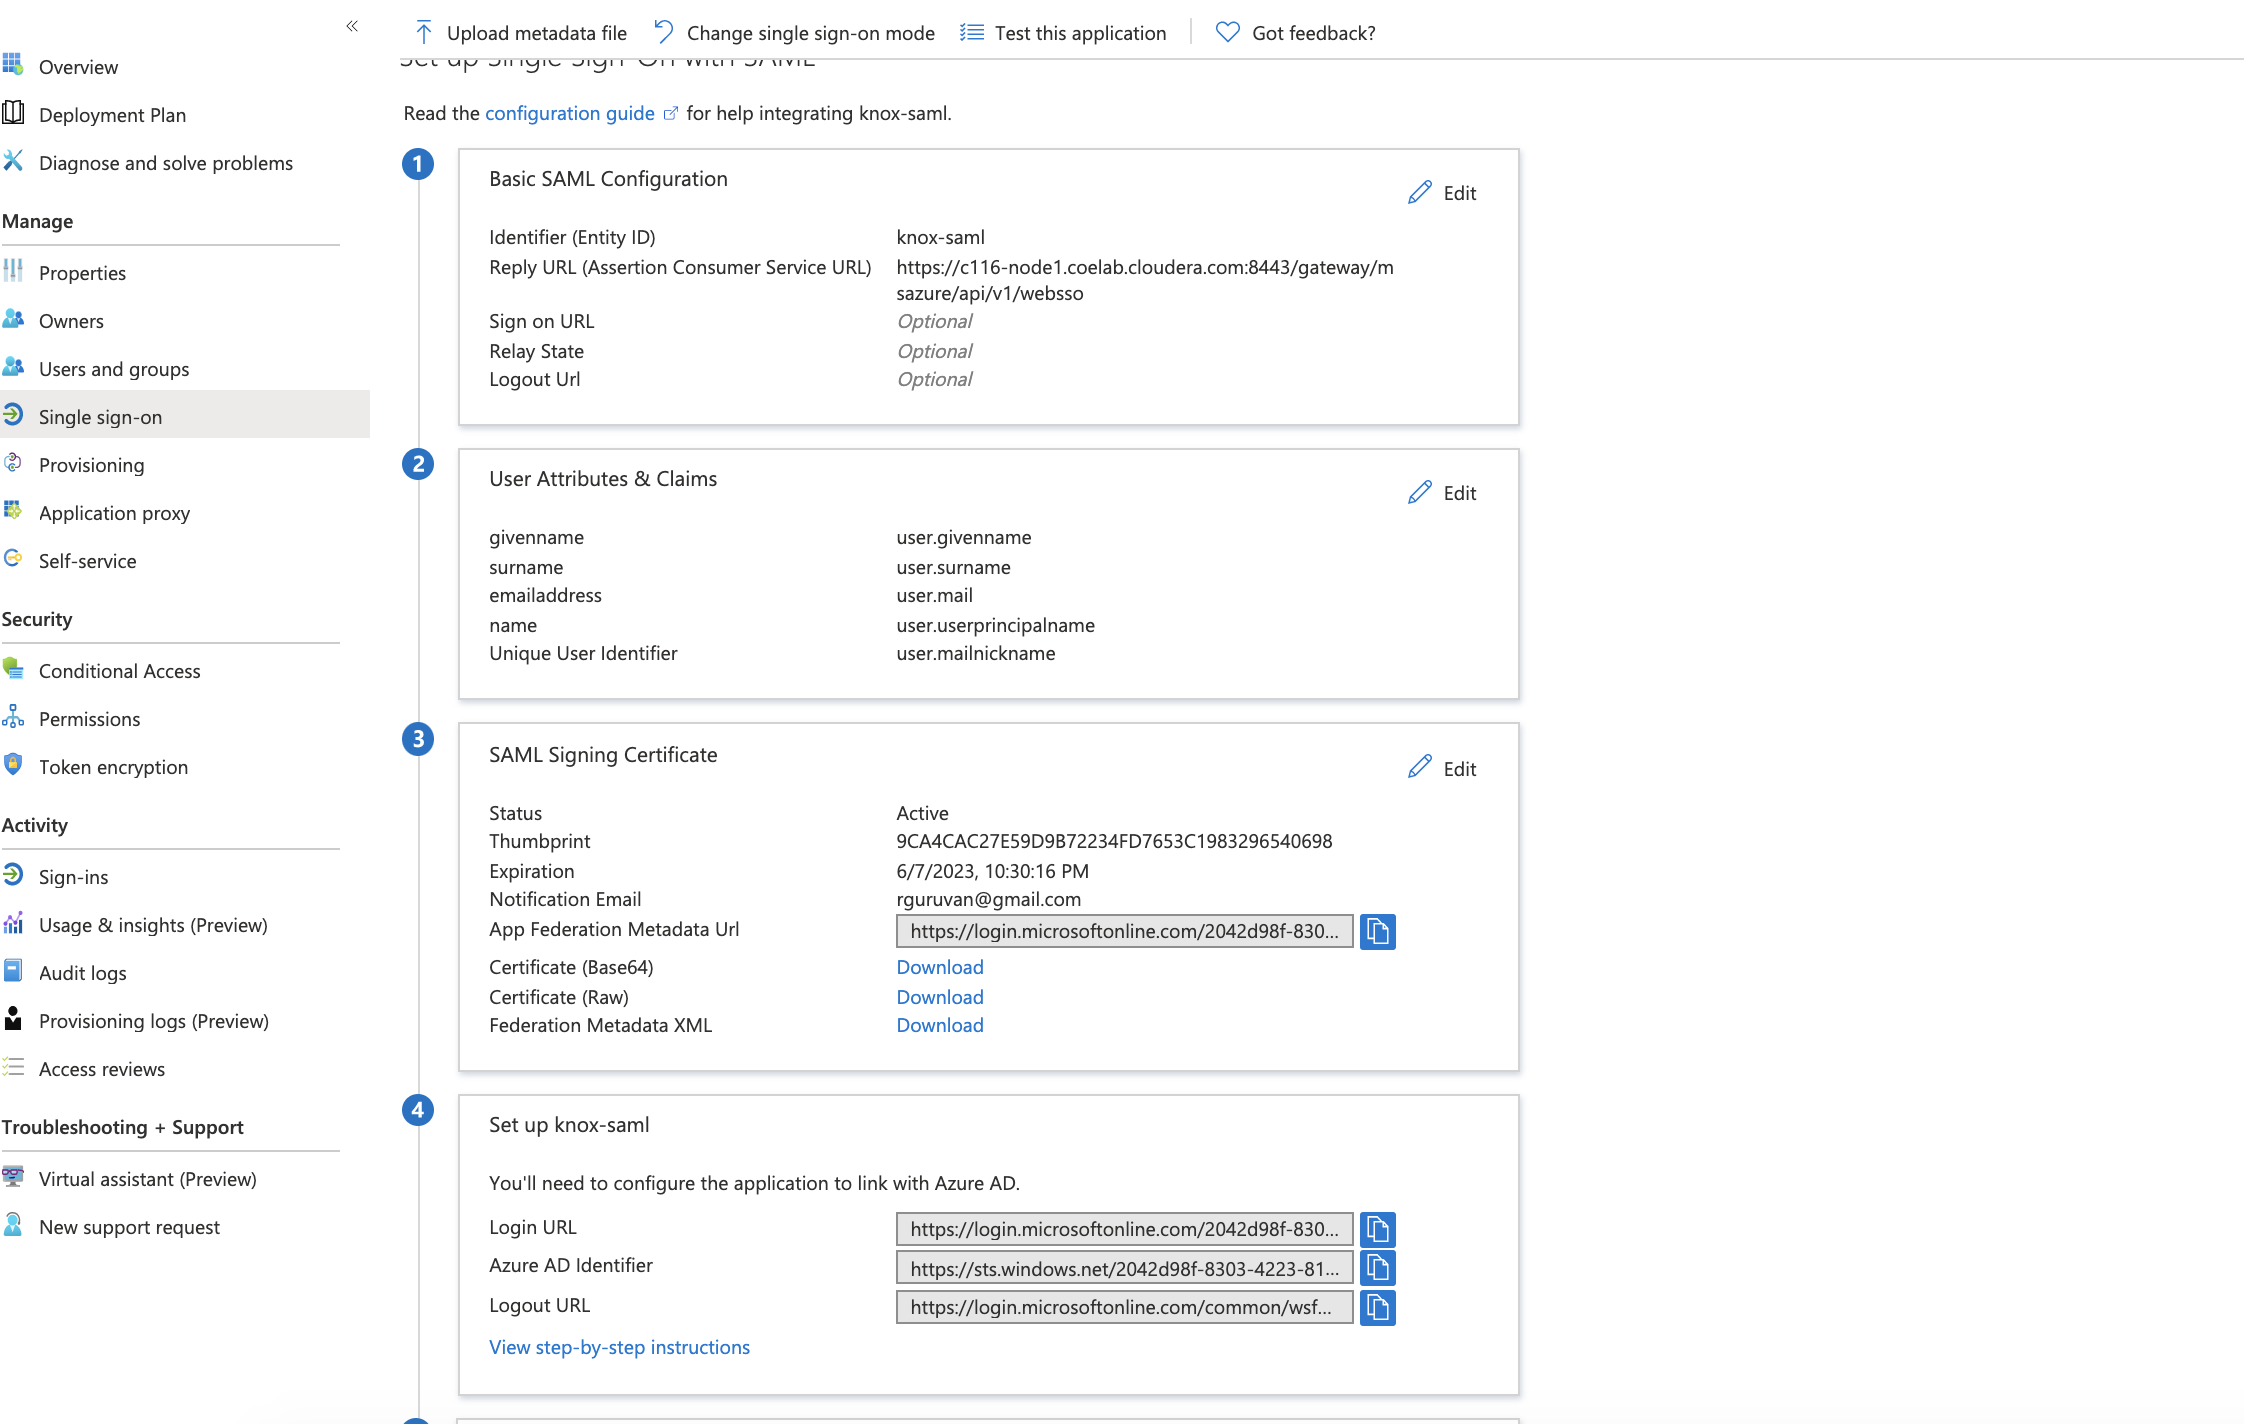 «
Upload metadata file
Change single sign-on mode
Test this application
Got feedback?
Overview
Deployment Plan
Diagnose and solve problems
Manage
Properties
Owners
Users and groups
Single sign-on
Provisioning
Application proxy
Self-service
Security
Conditional Access
Permissions
Token encryption
Activity
Sign-ins
Usage & insights (Preview)
Audit logs
Provisioning logs (Preview)
Access reviews
Troubleshooting + Support
Virtual assistant (Preview)
New support request
Set up Single Sign-On with SAML
Read the configuration guide for help integrating knox-saml.
1
Basic SAML Configuration
Edit
Identifier (Entity ID) knox-saml
Reply URL (Assertion Consumer Service URL) https://c116-node1.coelab.cloudera.com:8443/gateway/m
sazure/api/v1/websso
Sign on URL Optional
Relay State Optional
Logout Url Optional
2
User Attributes & Claims
Edit
givenname user.givenname
surname user.surname
emailaddress user.mail
name user.userprincipalname
Unique User Identifier user.mailnickname
3
SAML Signing Certificate
Edit
Status Active
Thumbprint 9CA4CAC27E59D9B72234FD7653C1983296540698
Expiration 6/7/2023, 10:30:16 PM
Notification Email rguruvan@gmail.com
App Federation Metadata Url https://login.microsoftonline.com/2042d98f-830...
Certificate (Base64) Download
Certificate (Raw) Download
Federation Metadata XML Download
4
Set up knox-saml
You'll need to configure the application to link with Azure AD.
Login URL https://login.microsoftonline.com/2042d98f-830...
Azure AD Identifier https://sts.windows.net/2042d98f-8303-4223-81...
Logout URL https://login.microsoftonline.com/common/wsf...
View step-by-step instructions